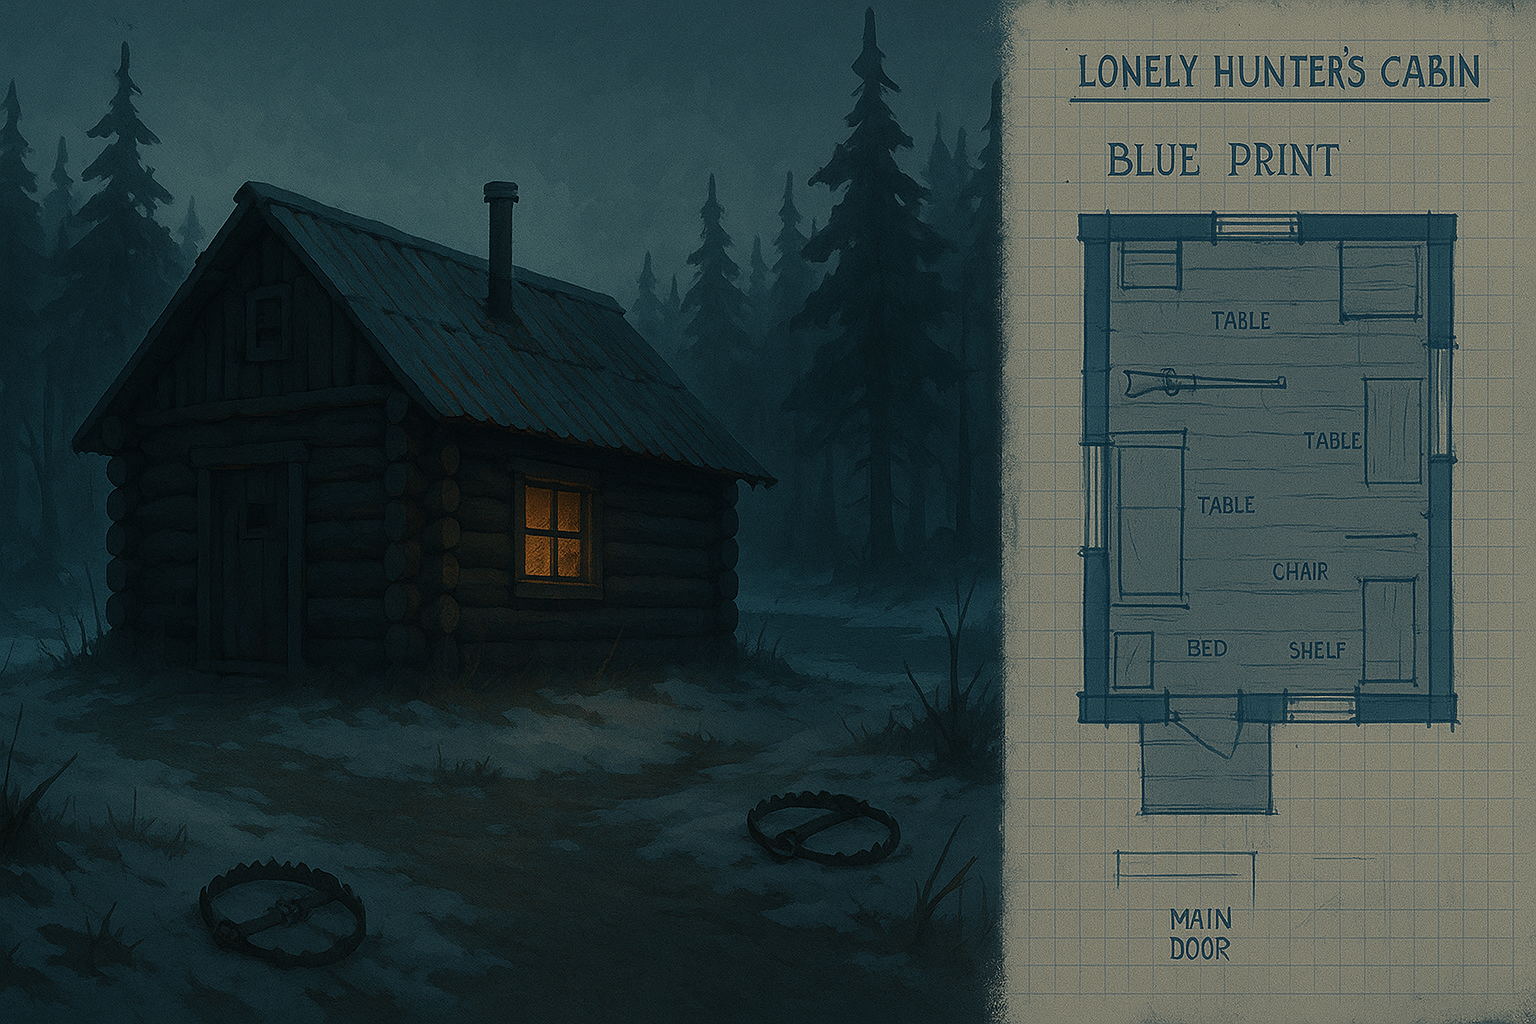 LONELY HUNTER'S CABIN
BLUE PRINT
TABLE
TABLE
TABLE
CHAIR
BED
SHELF
MAIN
DOOR